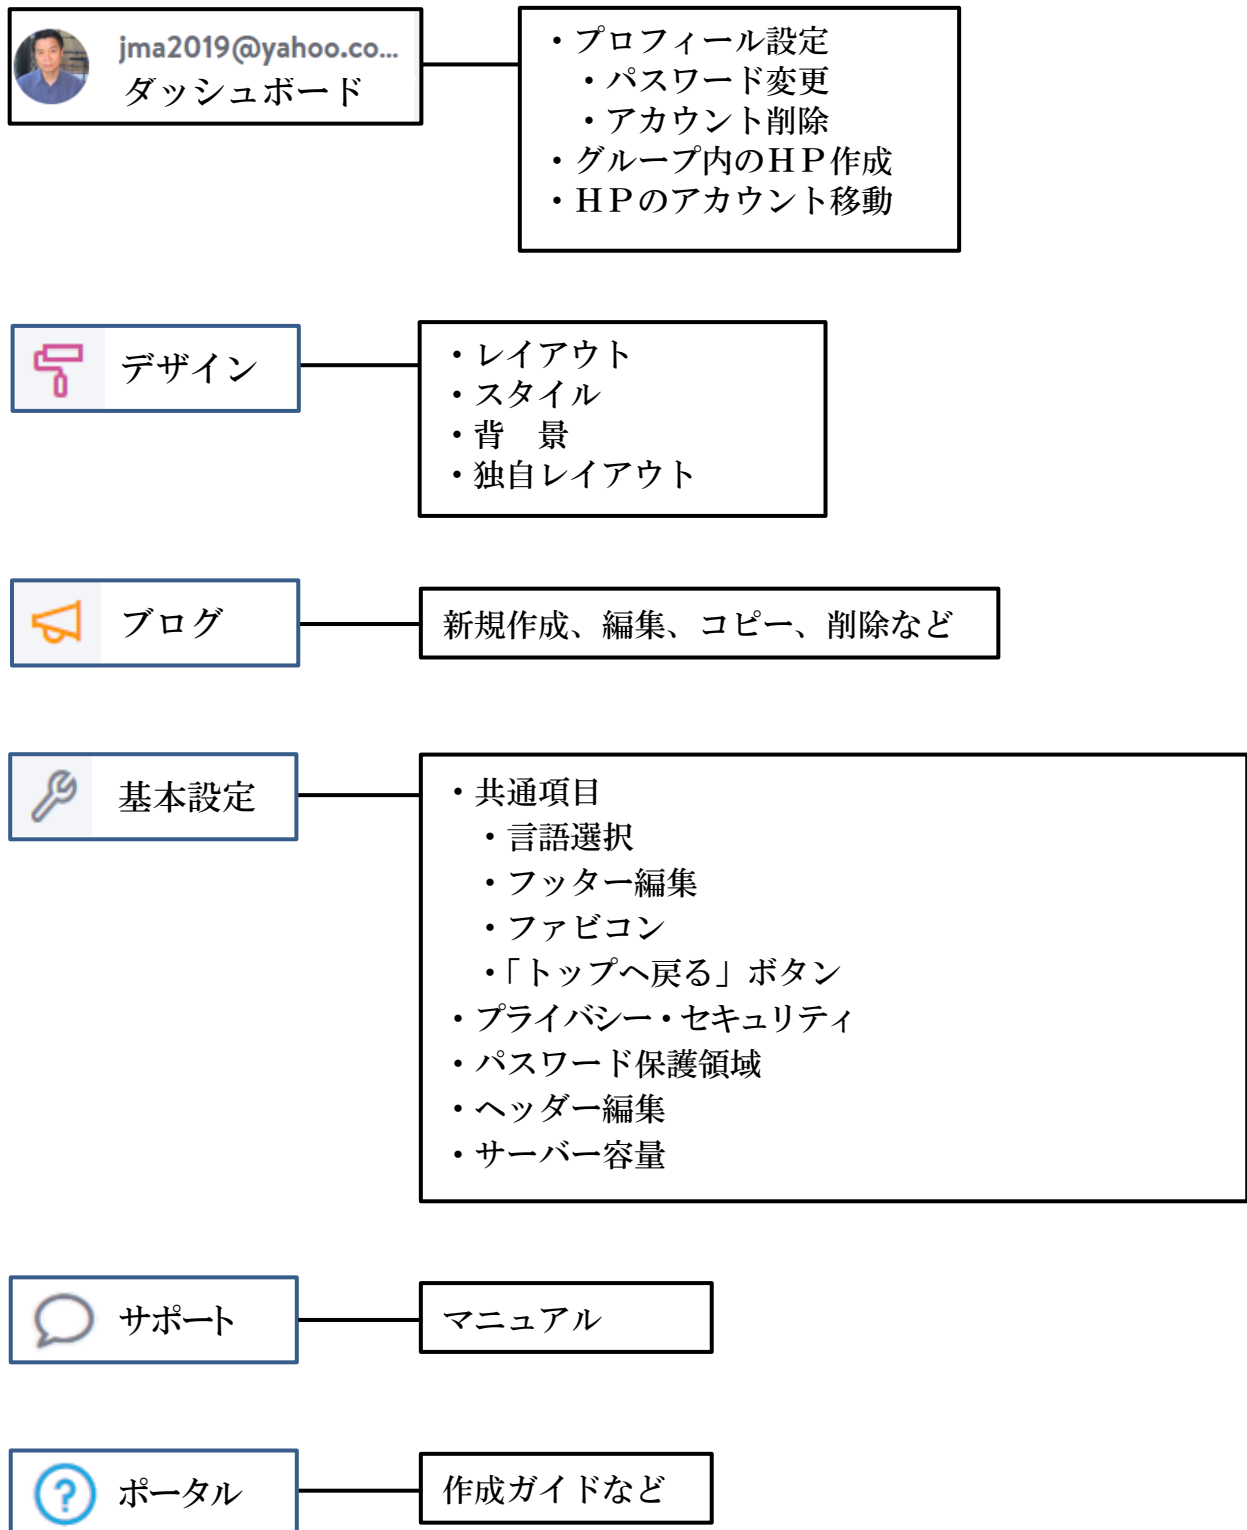 jma2019@yahoo.co...
ダッシュボード
・プロフィール設定
・パスワード変更
・アカウント削除
・グループ内のＨＰ作成
・ＨＰのアカウント移動
デザイン
・レイアウト
・スタイル
・背　景
・独自レイアウト
ブログ
新規作成、編集、コピー、削除など
基本設定
・共通項目
・言語選択
・フッター編集
・ファビコン
・「トップへ戻る」ボタン
・プライバシー・セキュリティ
・パスワード保護領域
・ヘッダー編集
・サーバー容量
サポート
マニュアル
?
ポータル
作成ガイドなど